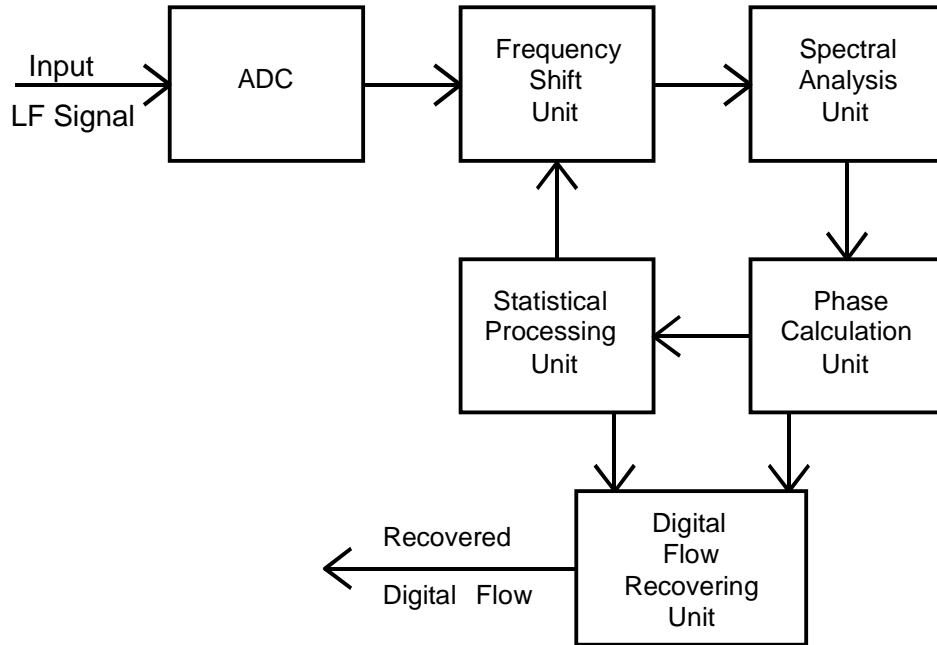 Input
LF Signal
ADC
Frequency
Shift
Unit
Spectral
Analysis
Unit
Statistical
Processing
Unit
Phase
Calculation
Unit
Recovered
Digital Flow
Digital
Flow
Recovering
Unit